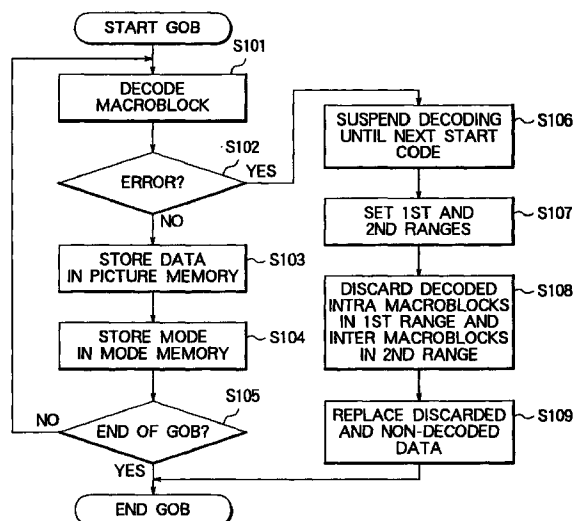 START GOB
S101
DECODE
MACROBLOCK
S102
ERROR?
YES
NO
STORE DATA
IN PICTURE MEMORY
S103
STORE MODE
IN MODE MEMORY
S104
S105
NO
END OF GOB?
YES
END GOB
SUSPEND DECODING
UNTIL NEXT START
CODE
S106
SET 1ST AND
2ND RANGES
S107
DISCARD DECODED
INTRA MACROBLOCKS
IN 1ST RANGE AND
INTER MACROBLOCKS
IN 2ND RANGE
S108
REPLACE DISCARDED
AND NON-DECODED
DATA
S109